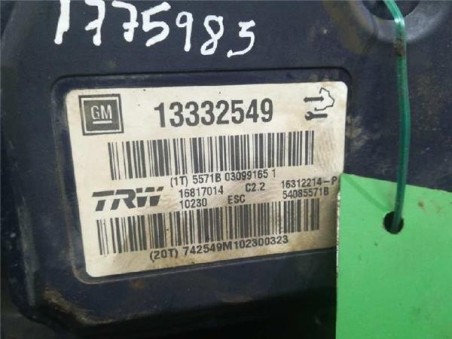 1775985
GM 13332549
(1T) 5571B 03099165 1
TRW 16817014 C2.2 16312214-P
10230 ESC 54085571B
(20T) 742549M102300323